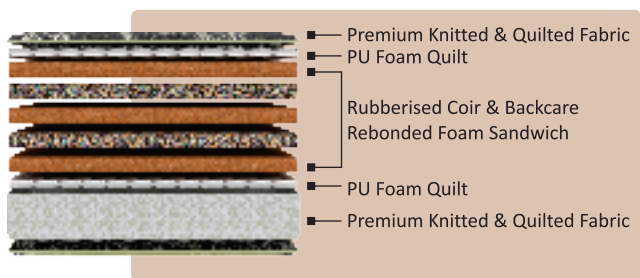 Premium Knitted & Quilted Fabric
PU Foam Quilt
Rubberised Coir & Backcare
Rebonded Foam Sandwich
PU Foam Quilt
Premium Knitted & Quilted Fabric